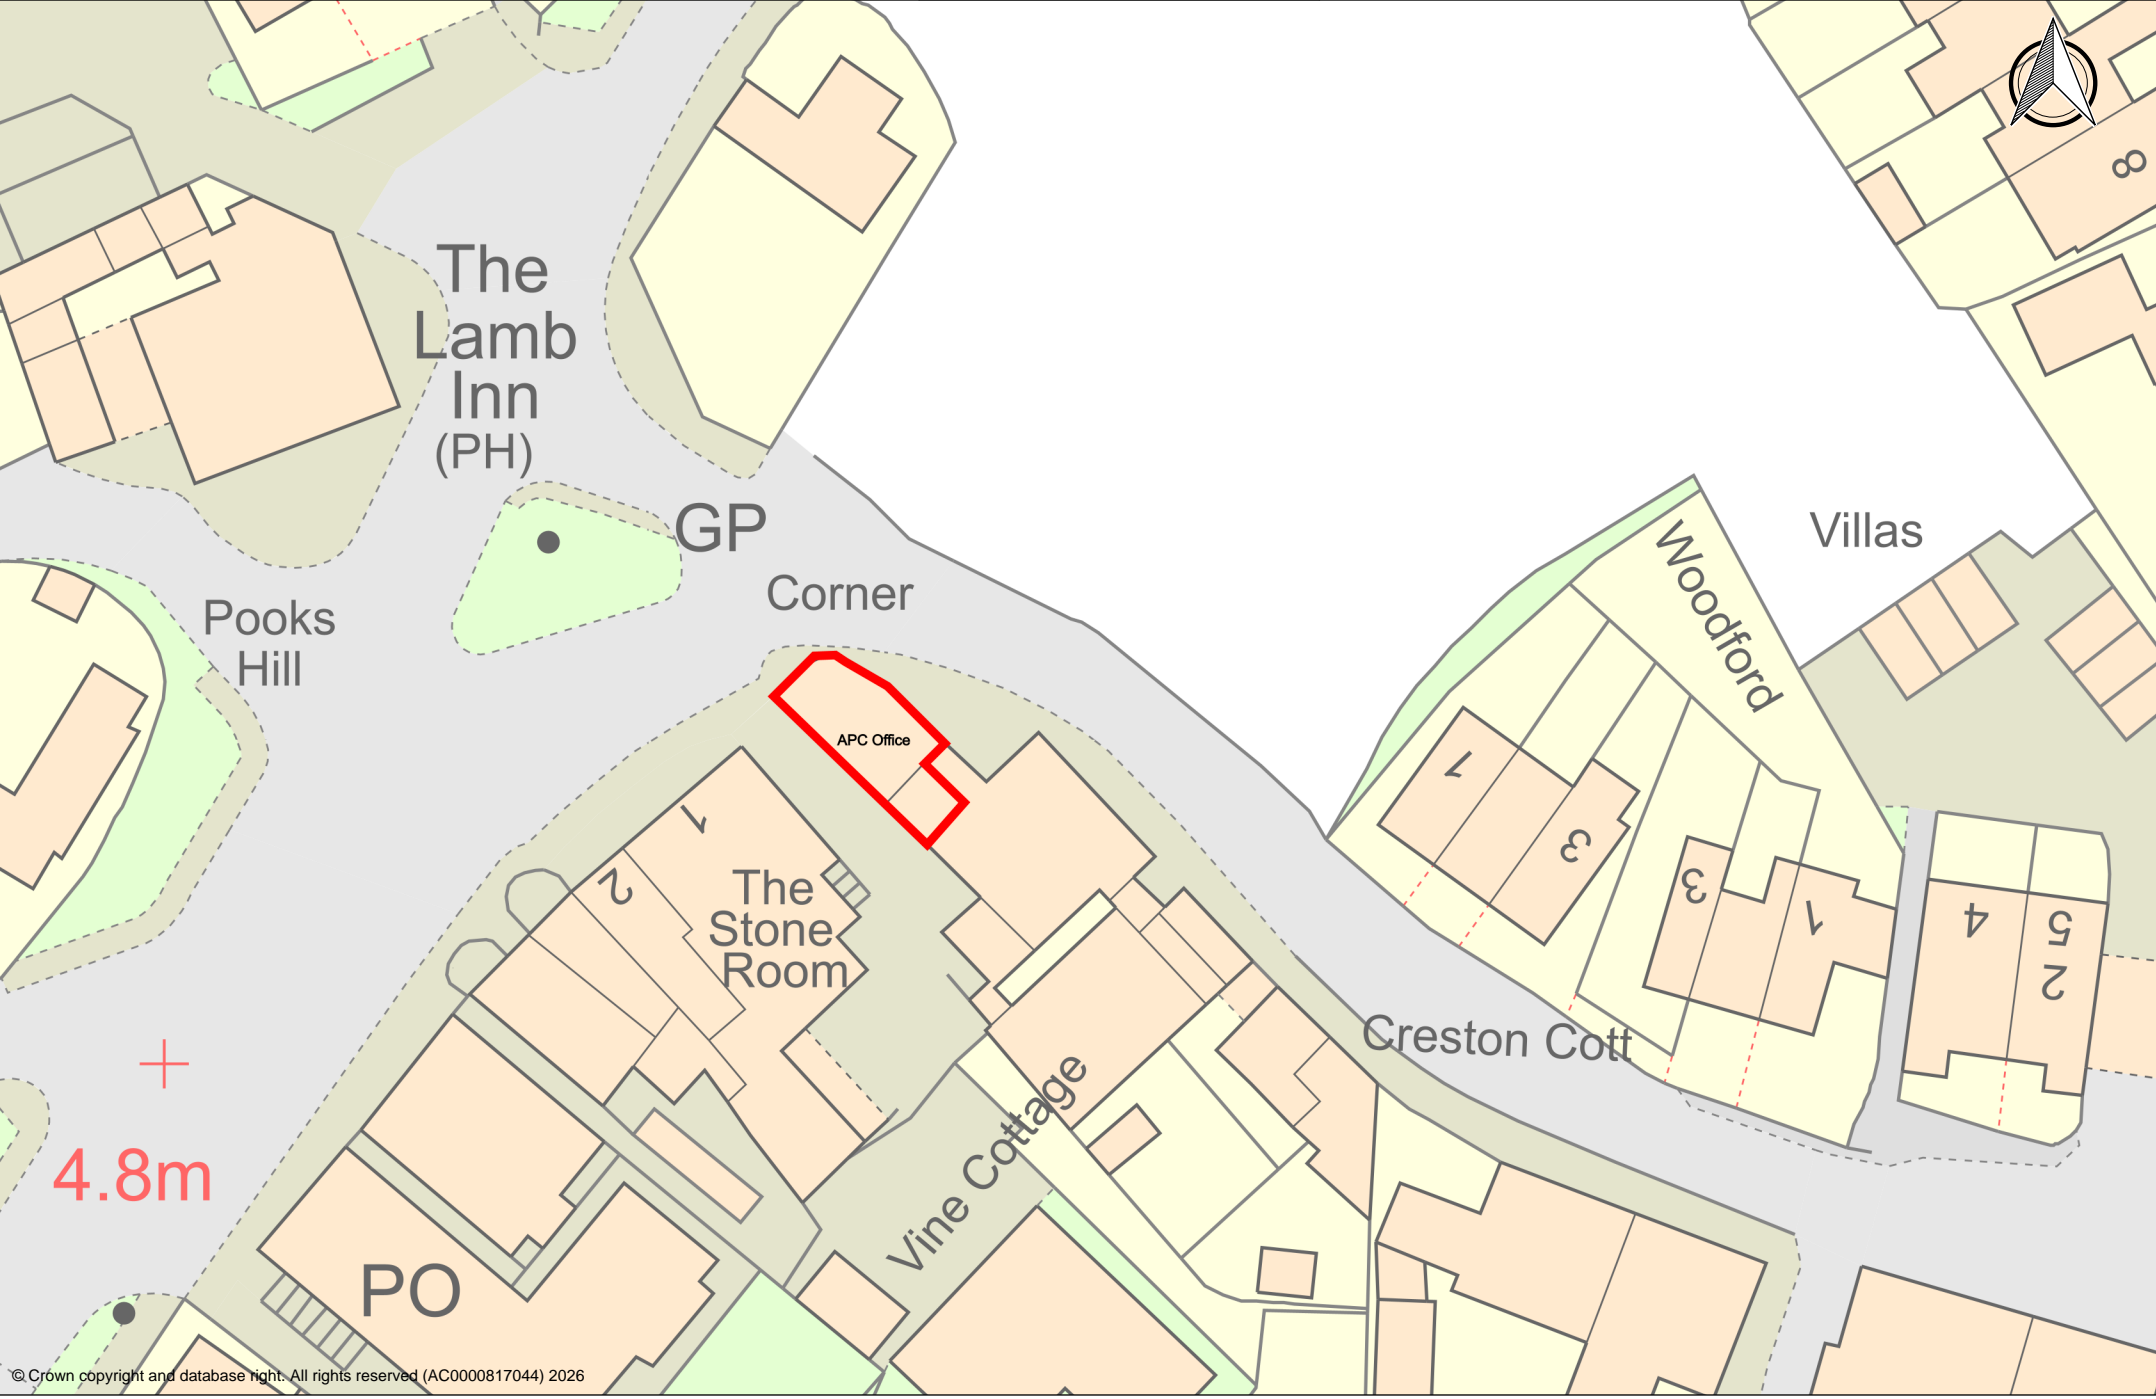 8
The
Lamb
Inn
(PH)
GP
Villas
Woodford
Corner
Pooks
Hill
APC Office
1
2
The
Stone
Room
1
3
3
1
4
5
2
Creston Cott
Vine Cottage
4.8m
PO
© Crown copyright and database right. All rights reserved (AC0000817044) 2026